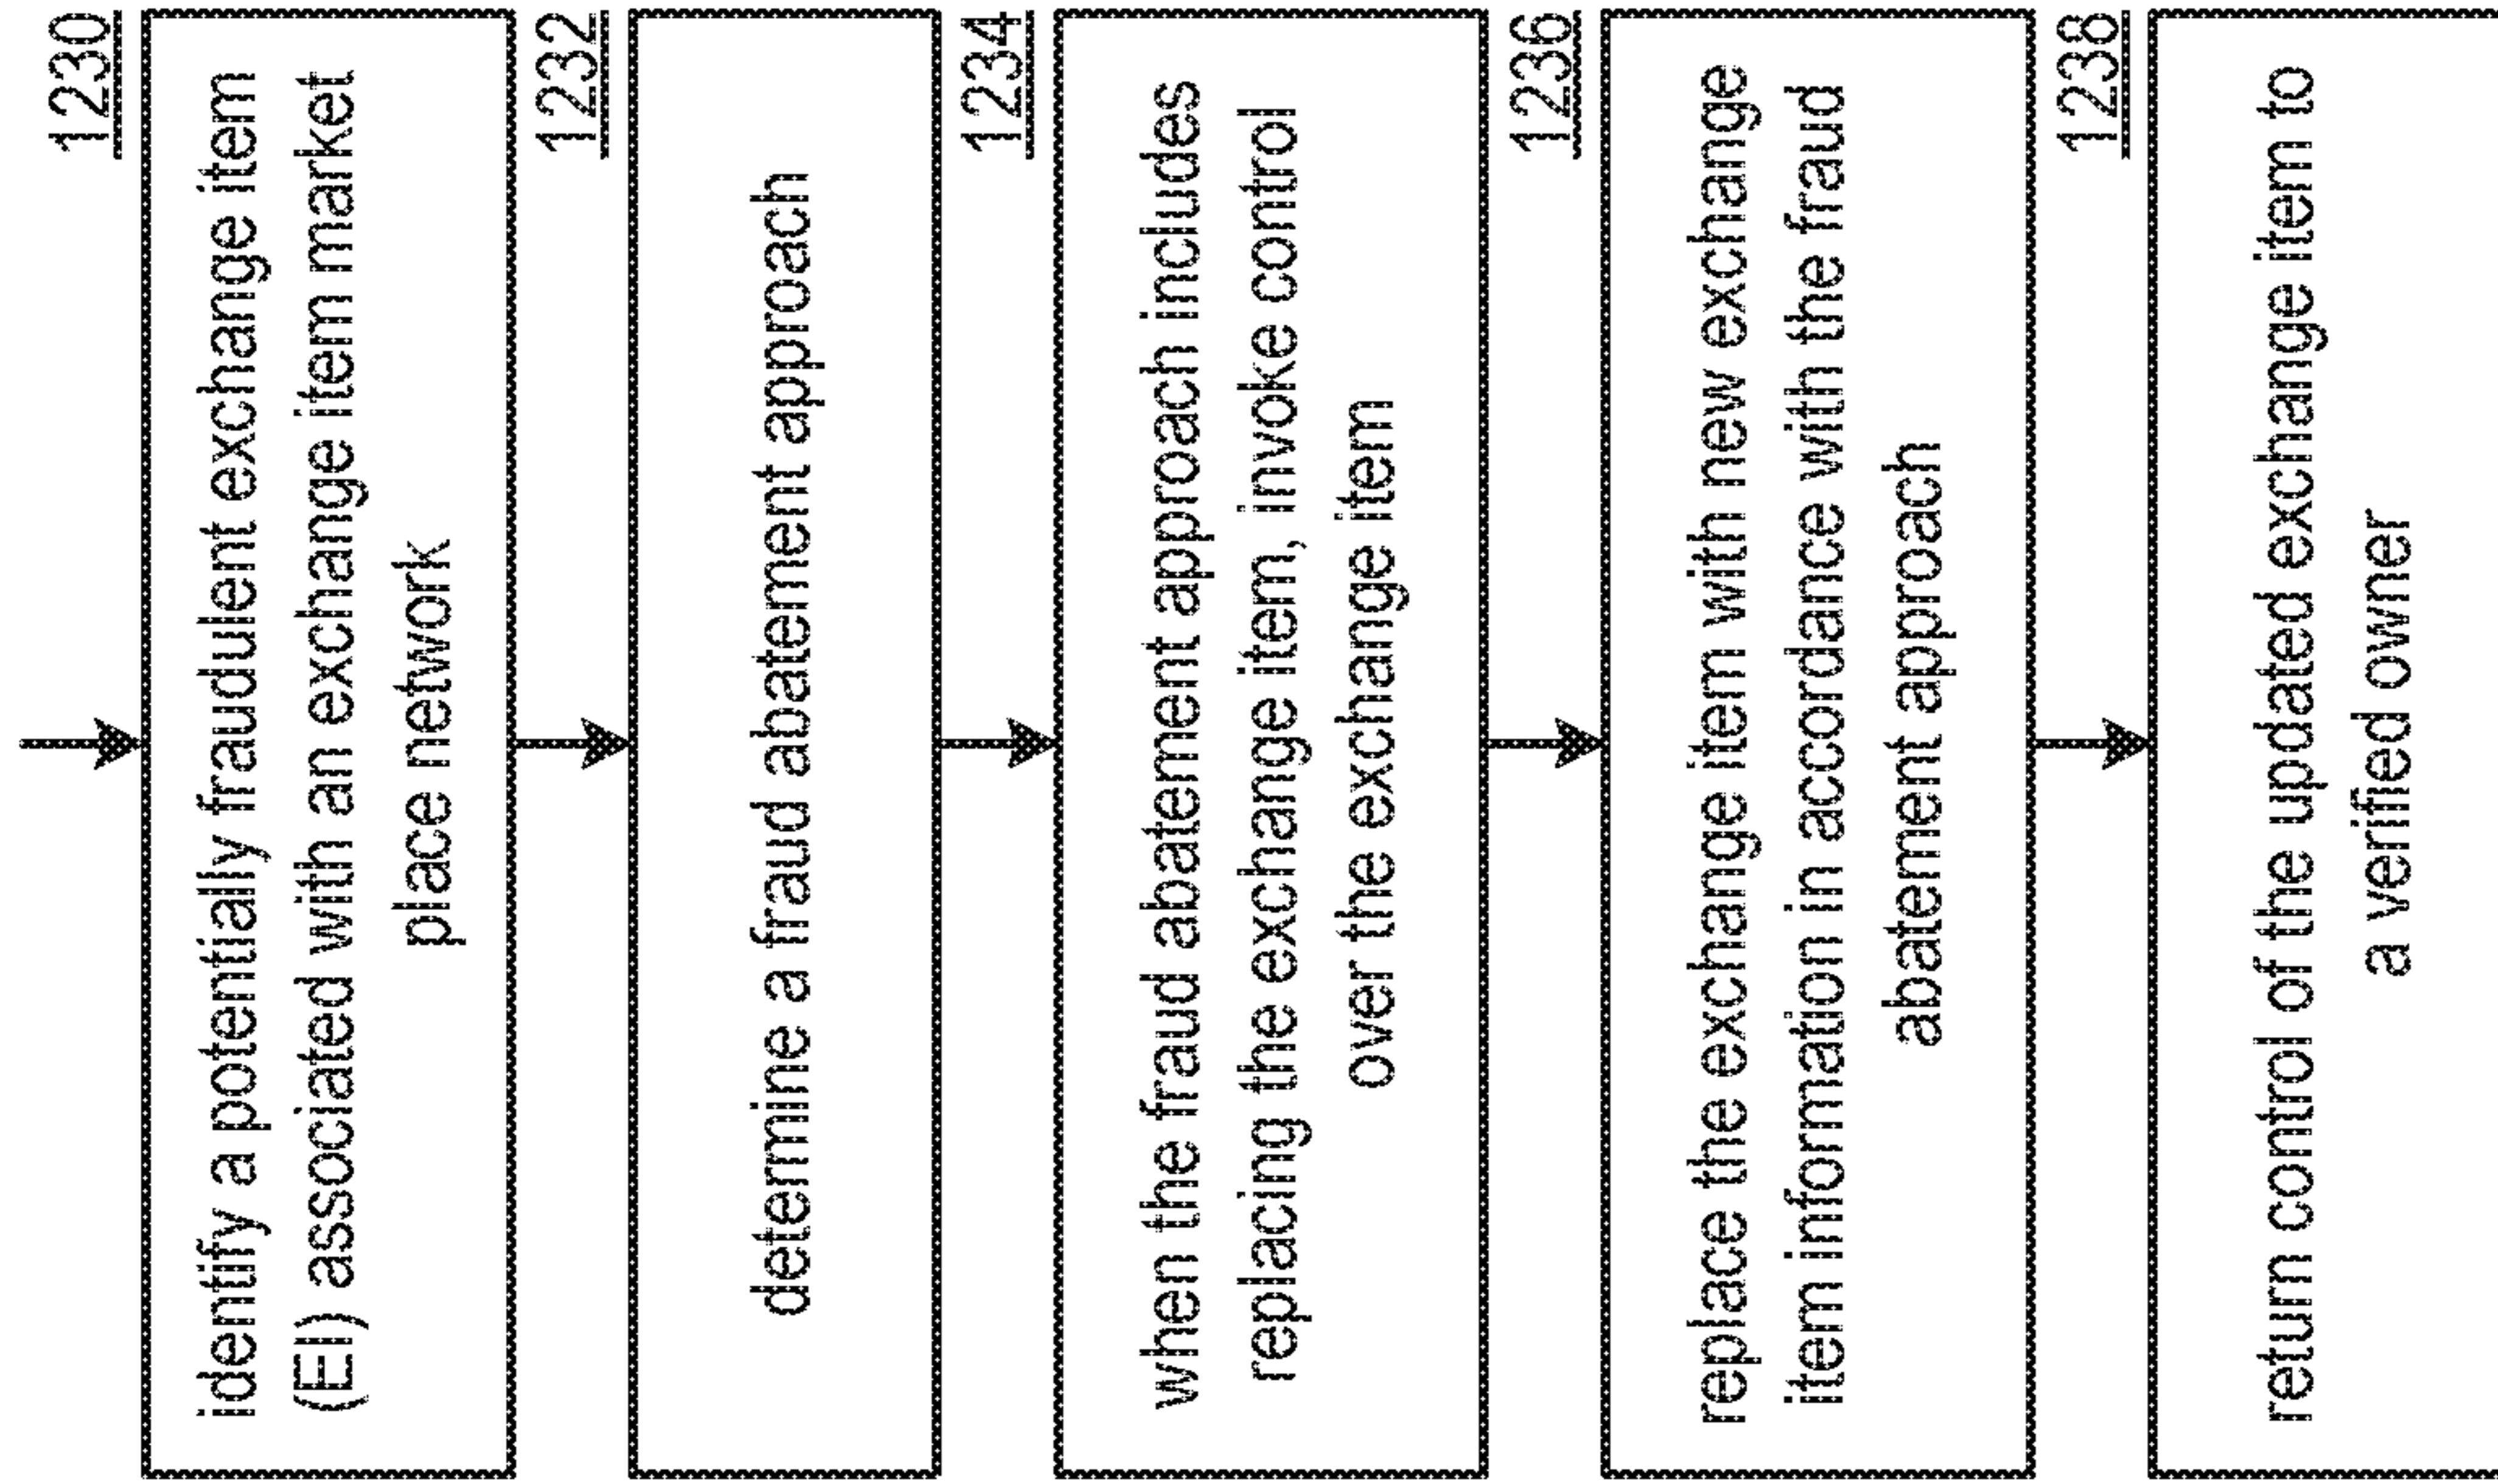 1230
identify a potentially fraudulent exchange item
(EI) associated with an exchange item market
place network
1232
determine a fraud abatement approach
1234
when the fraud abatement approach includes
replacing the exchange item, invoke control
over the exchange item
1236
replace the exchange item with new exchange
item information in accordance with the fraud
abatement approach
1238
return control of the updated exchange item to
a verified owner